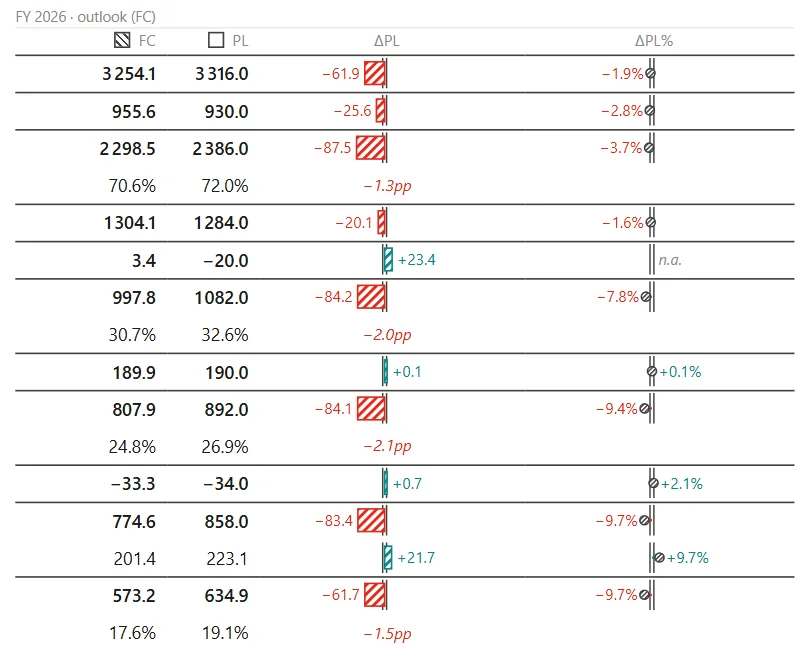 FY 2026 · outlook (FC)
FC PL ΔPL ΔPL%
3 254.1 3 316.0 −61.9 −1.9%
955.6 930.0 −25.6 −2.8%
2 298.5 2 386.0 −87.5 −3.7%
70.6% 72.0% −1.3pp
1 304.1 1 284.0 −20.1 −1.6%
3.4 −20.0 +23.4 n.a.
997.8 1 082.0 −84.2 −7.8%
30.7% 32.6% −2.0pp
189.9 190.0 +0.1 +0.1%
807.9 892.0 −84.1 −9.4%
24.8% 26.9% −2.1pp
−33.3 −34.0 +0.7 +2.1%
774.6 858.0 −83.4 −9.7%
201.4 223.1 +21.7 +9.7%
573.2 634.9 −61.7 −9.7%
17.6% 19.1% −1.5pp